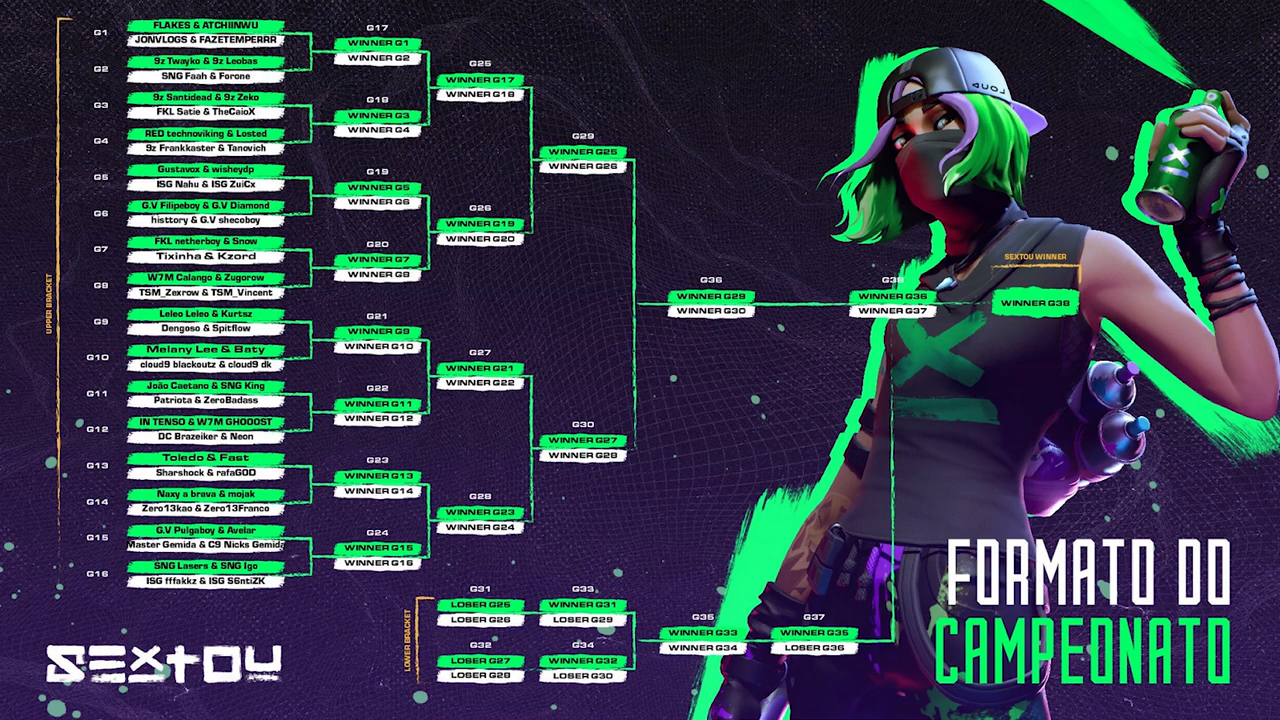 UPPER BRACKET
G1
FLAKES & ATCHIINWU
JONVLOGS & FAZETEMPERRR
G2
9z Twayko & 9z Leobas
SNG Faah & Forone
G3
9z Santidead & 9z Zeko
FKL Satie & TheCaioX
G4
RED technoviking & Losted
9z Frankkaster & Tanovich
G5
Gustavox & wisheydp
ISG Nahu & ISG ZuiCx
G6
G.V Filipeboy & G.V Diamond
histtory & G.V shecoboy
G7
FKL netherboy & Snow
Tixinha & Kzord
G8
W7M Calango & Zugorow
TSM_Zexrow & TSM_Vincent
G9
Leleo Leleo & Kurtsz
Dengoso & Spitflow
G10
Melany Lee & Baty
cloud9 blackoutz & cloud9 dk
G11
João Caetano & SNG King
Patriota & ZeroBadass
G12
IN TENSO & W7M GHOOOST
DC Brazeiker & Neon
G13
Toledo & Fast
Sharshock & rafaGOD
G14
Naxy a brava & mojak
Zero13kao & Zero13Franco
G15
G.V Pulgaboy & Avelar
Master Gemida & C9 Nicks Gemida
G16
SNG Lasers & SNG Igo
ISG fffakkz & ISG S6ntiZK
G17
WINNER G1
WINNER G2
G18
WINNER G3
WINNER G4
G19
WINNER G5
WINNER G6
G20
WINNER G7
WINNER G8
G21
WINNER G9
WINNER G10
G22
WINNER G11
WINNER G12
G23
WINNER G13
WINNER G14
G24
WINNER G15
WINNER G16
G25
WINNER G17
WINNER G18
G26
WINNER G19
WINNER G20
G27
WINNER G21
WINNER G22
G28
WINNER G23
WINNER G24
G29
WINNER G25
WINNER G26
G30
WINNER G27
WINNER G28
G36
WINNER G29
WINNER G30
G38
WINNER G36
WINNER G37
SEXTOU WINNER
WINNER G38
LOWER BRACKET
G31
LOSER G25
LOSER G26
G32
LOSER G27
LOSER G28
G33
WINNER G31
LOSER G29
G34
WINNER G32
LOSER G30
G35
WINNER G33
WINNER G34
G37
WINNER G35
LOSER G36
SEXTOU
FORMATO DO
CAMPEONATO